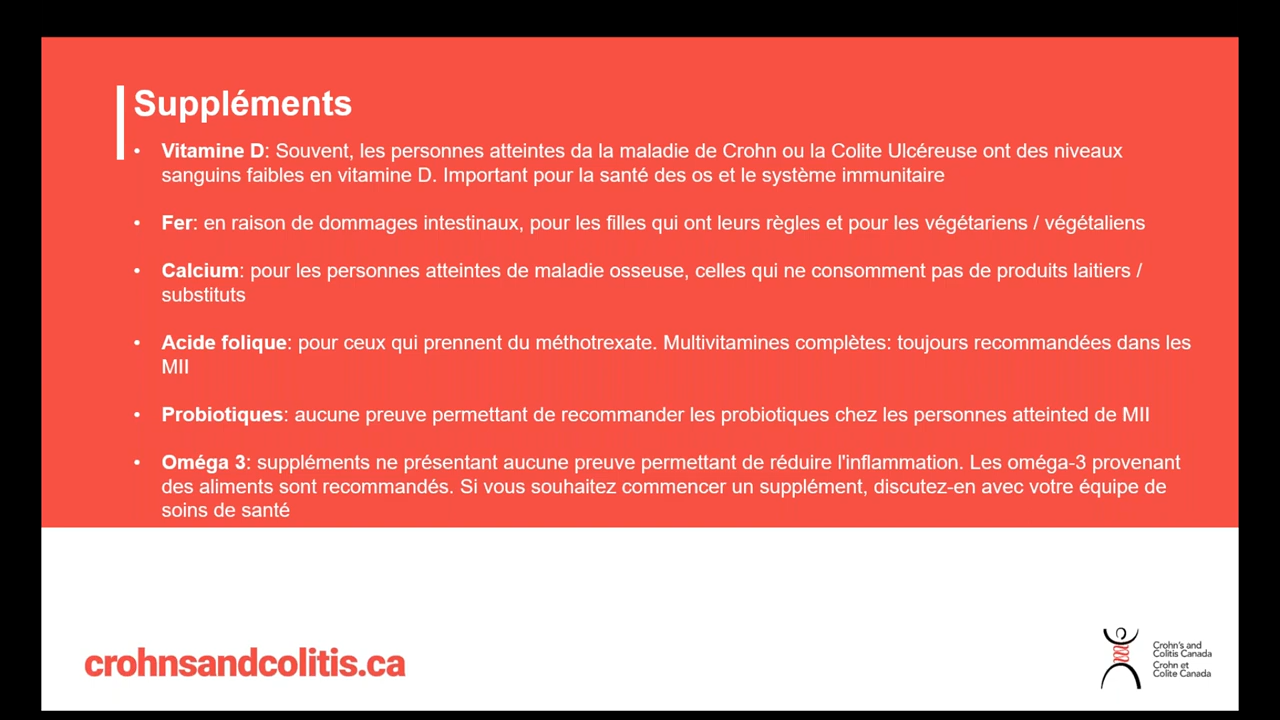 Suppléments
• Vitamine D: Souvent, les personnes atteintes da la maladie de Crohn ou la Colite Ulcéreuse ont des niveaux
sanguins faibles en vitamine D. Important pour la santé des os et le système immunitaire
• Fer: en raison de dommages intestinaux, pour les filles qui ont leurs règles et pour les végétariens / végétaliens
• Calcium: pour les personnes atteintes de maladie osseuse, celles qui ne consomment pas de produits laitiers /
substituts
• Acide folique: pour ceux qui prennent du méthotrexate. Multivitamines complètes: toujours recommandées dans les
MII
• Probiotiques: aucune preuve permettant de recommander les probiotiques chez les personnes atteinted de MII
• Oméga 3: suppléments ne présentant aucune preuve permettant de réduire l'inflammation. Les oméga-3 provenant
des aliments sont recommandés. Si vous souhaitez commencer un supplément, discutez-en avec votre équipe de
soins de santé
crohnsandcolitis.ca
Crohn's and
Colitis Canada
Crohn et
Colite Canada